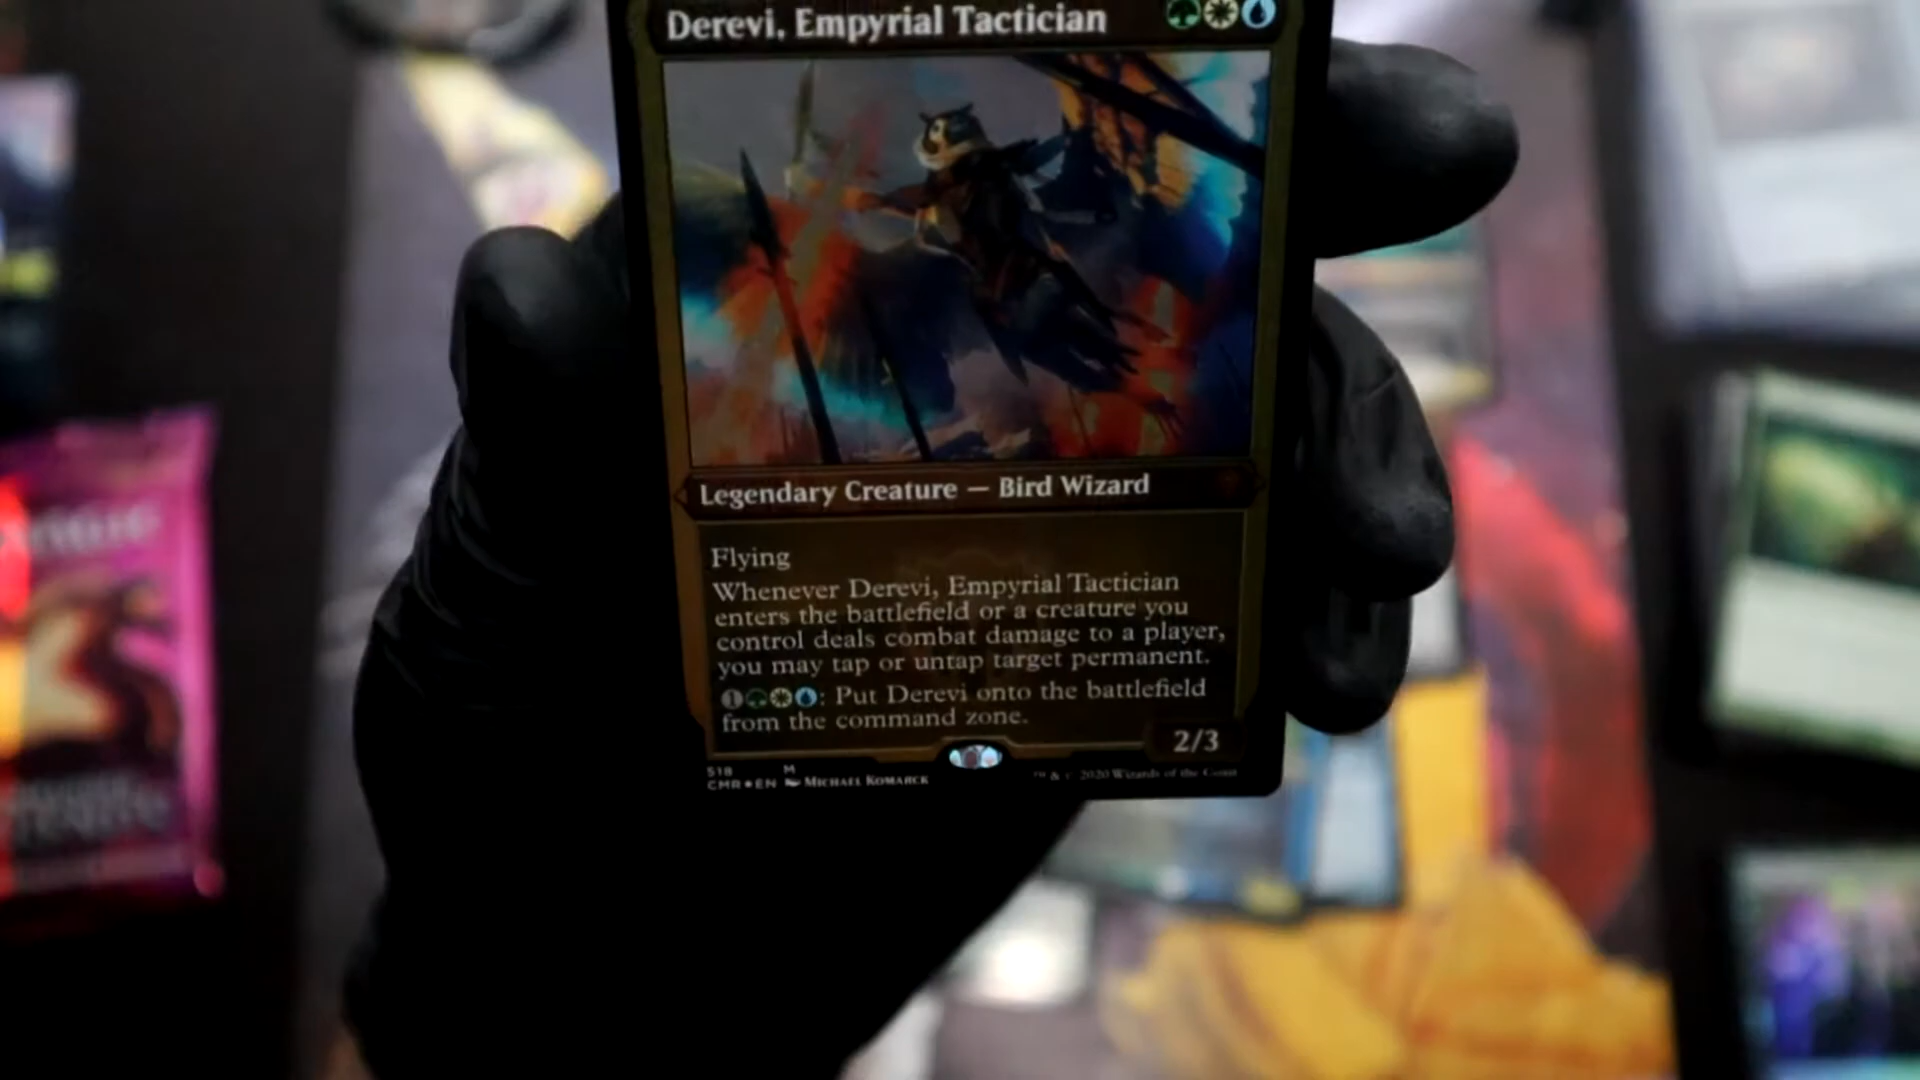 Derevi, Empyrial Tactician
Legendary Creature — Bird Wizard
Flying
Whenever Derevi, Empyrial Tactician
enters the battlefield or a creature you
control deals combat damage to a player,
you may tap or untap target permanent.
: Put Derevi onto the battlefield
from the command zone.
2/3
518 M
CMR★EN Michael Komarck
™ & © 2020 Wizards of the Coast